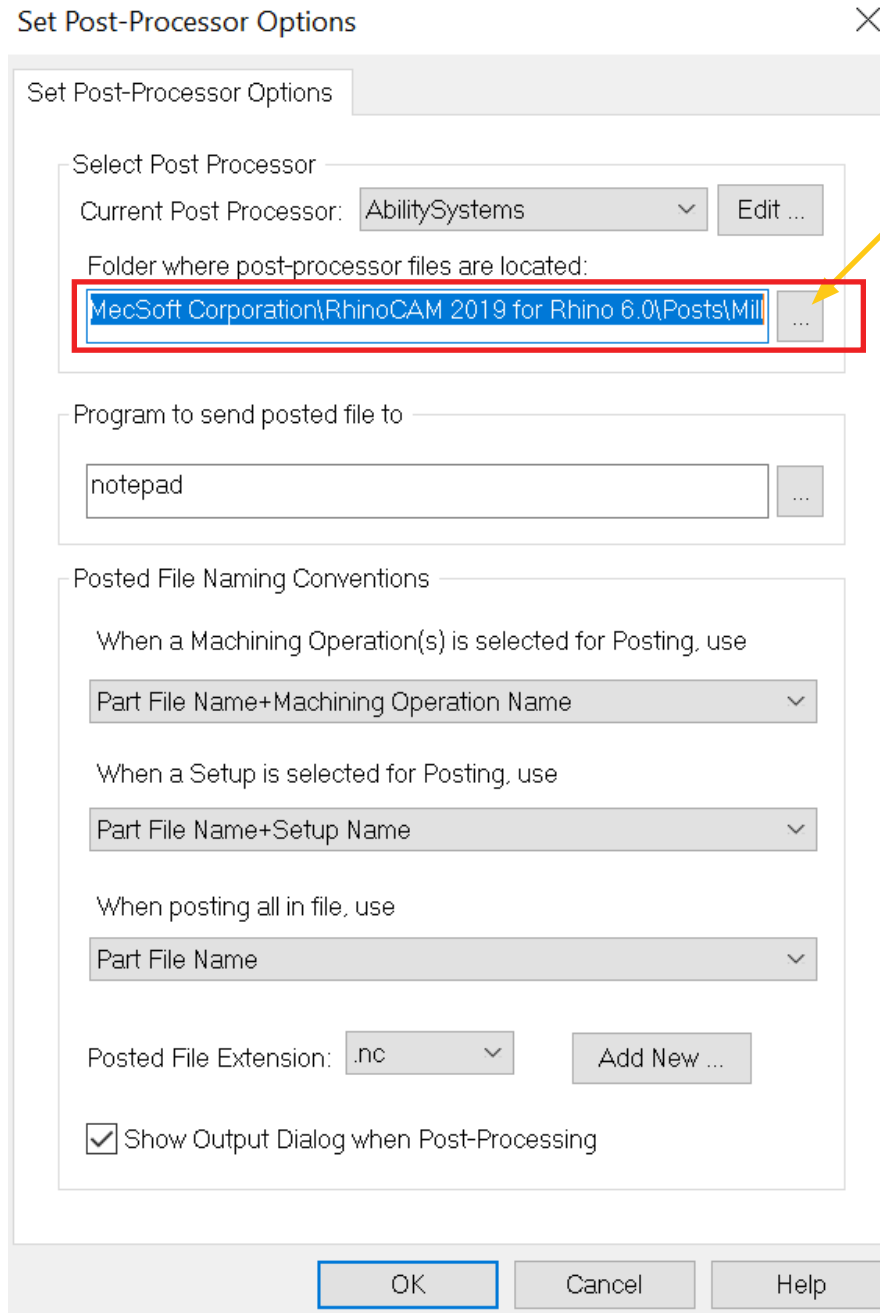 Set Post-Processor Options
Set Post-Processor Options
Select Post Processor
Current Post Processor: AbilitySystems Edit ...
Folder where post-processor files are located:
MecSoft Corporation\RhinoCAM 2019 for Rhino 6.0\Posts\Mill ...
Program to send posted file to
notepad ...
Posted File Naming Conventions
When a Machining Operation(s) is selected for Posting, use
Part File Name+Machining Operation Name
When a Setup is selected for Posting, use
Part File Name+Setup Name
When posting all in file, use
Part File Name
Posted File Extension: .nc Add New ...
Show Output Dialog when Post-Processing
OK Cancel Help